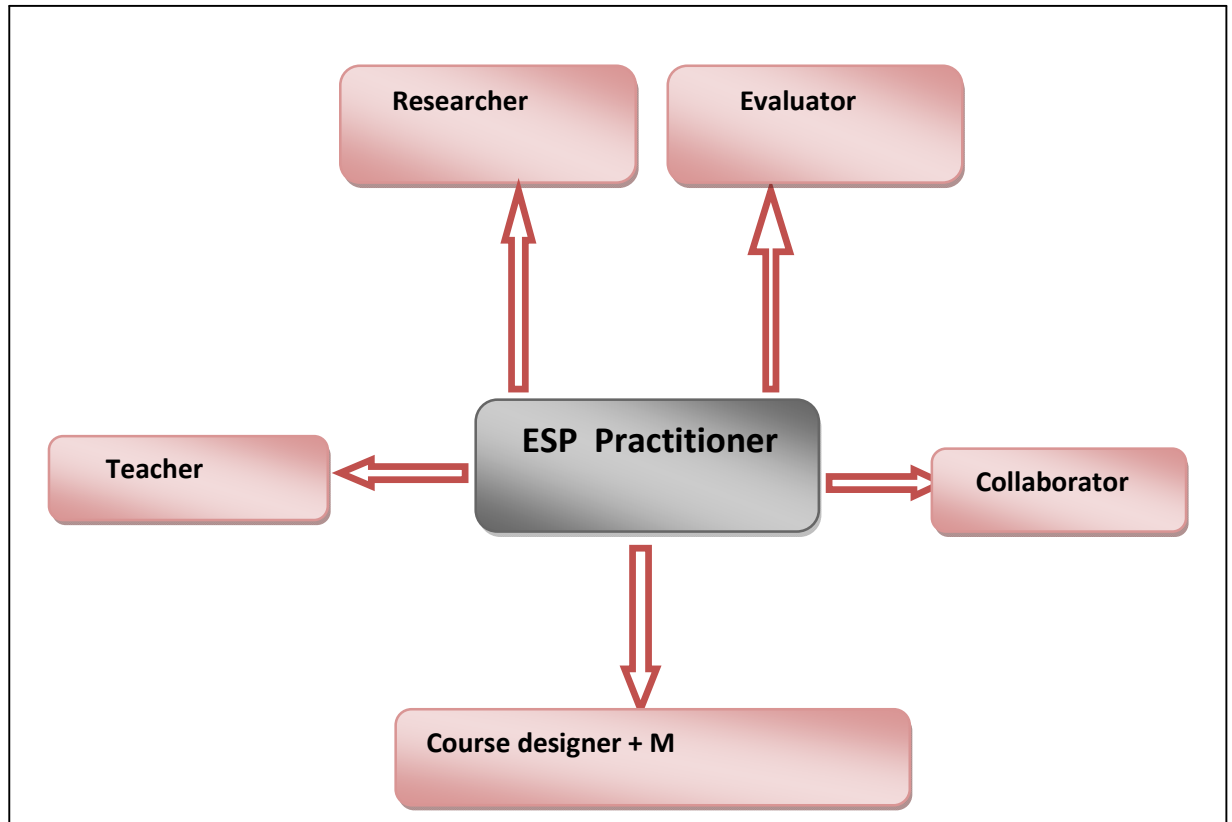 Researcher
Evaluator
ESP Practitioner
Teacher
Collaborator
Course designer + M